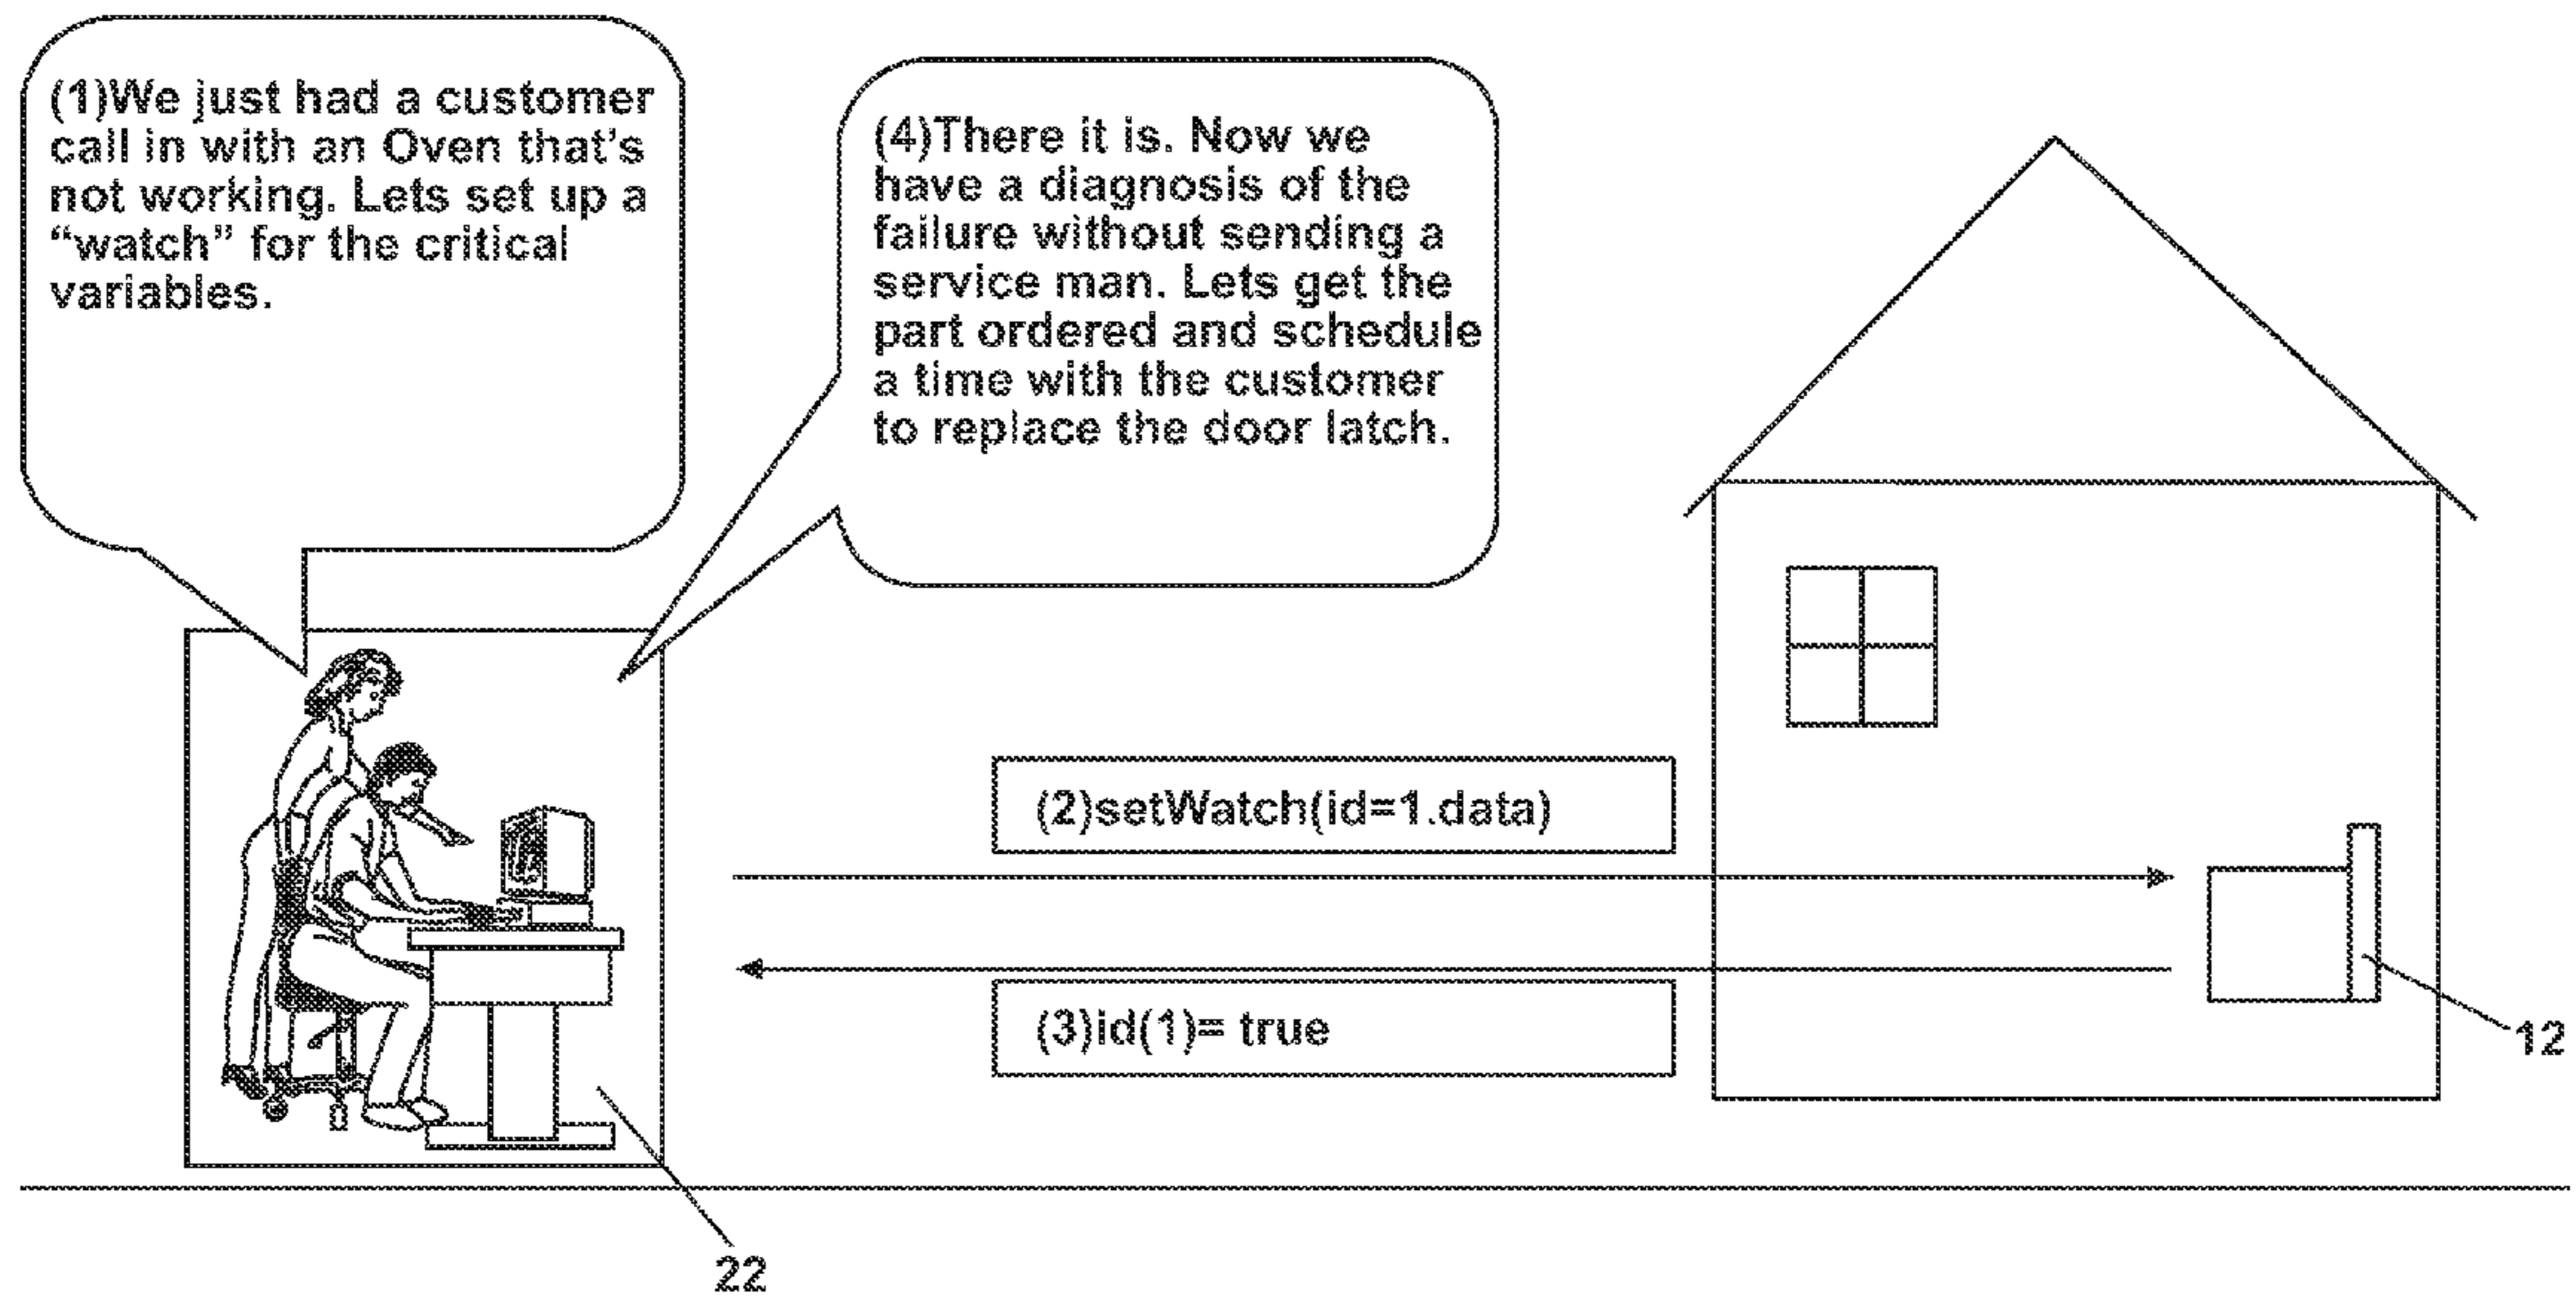 (1)We just had a customer
call in with an Oven that's
not working. Lets set up a
“watch” for the critical
variables.
(4)There it is. Now we
have a diagnosis of the
failure without sending a
service man. Lets get the
part ordered and schedule
a time with the customer
to replace the door latch.
(2)setWatch(id=1.data)
(3)id(1)= true
12
22